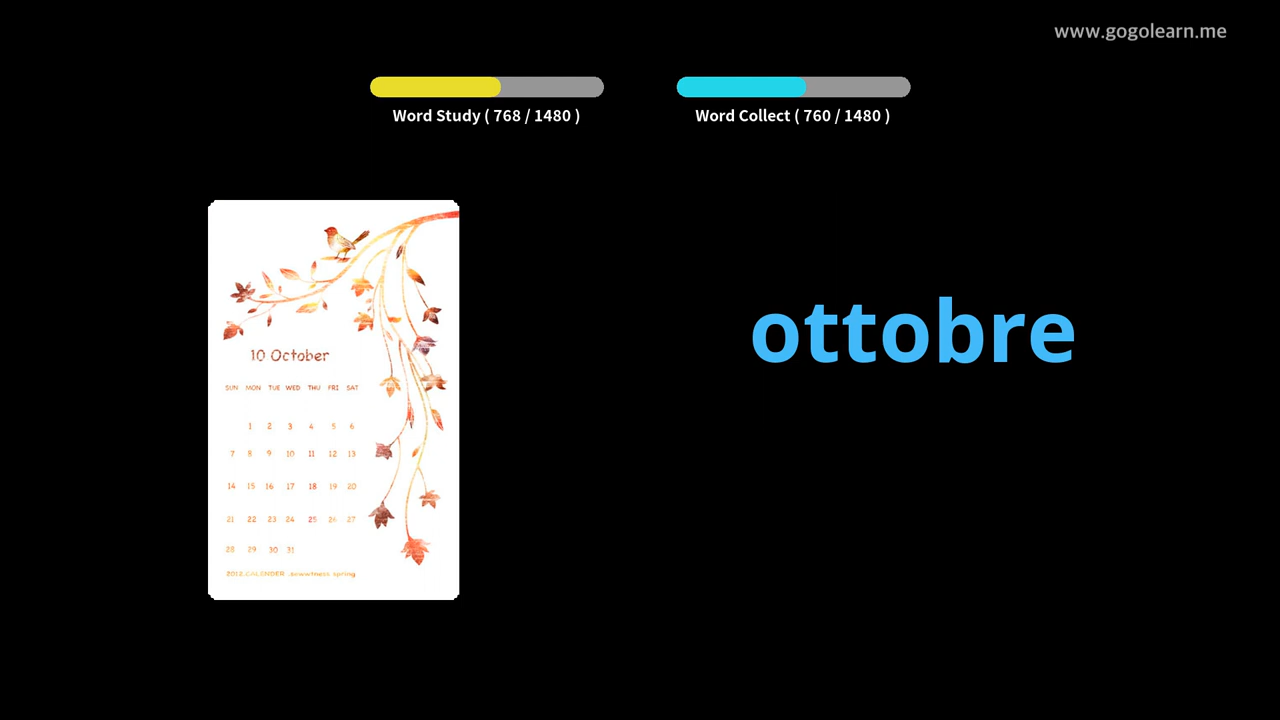 www.gogolearn.me
Word Study ( 768 / 1480 )
Word Collect ( 760 / 1480 )
ottobre
10 October
SUN MON TUE WED THU FRI SAT
1 2 3 4 5 6
7 8 9 10 11 12 13
14 15 16 17 18 19 20
21 22 23 24 25 26 27
28 29 30 31
2012.CALENDER